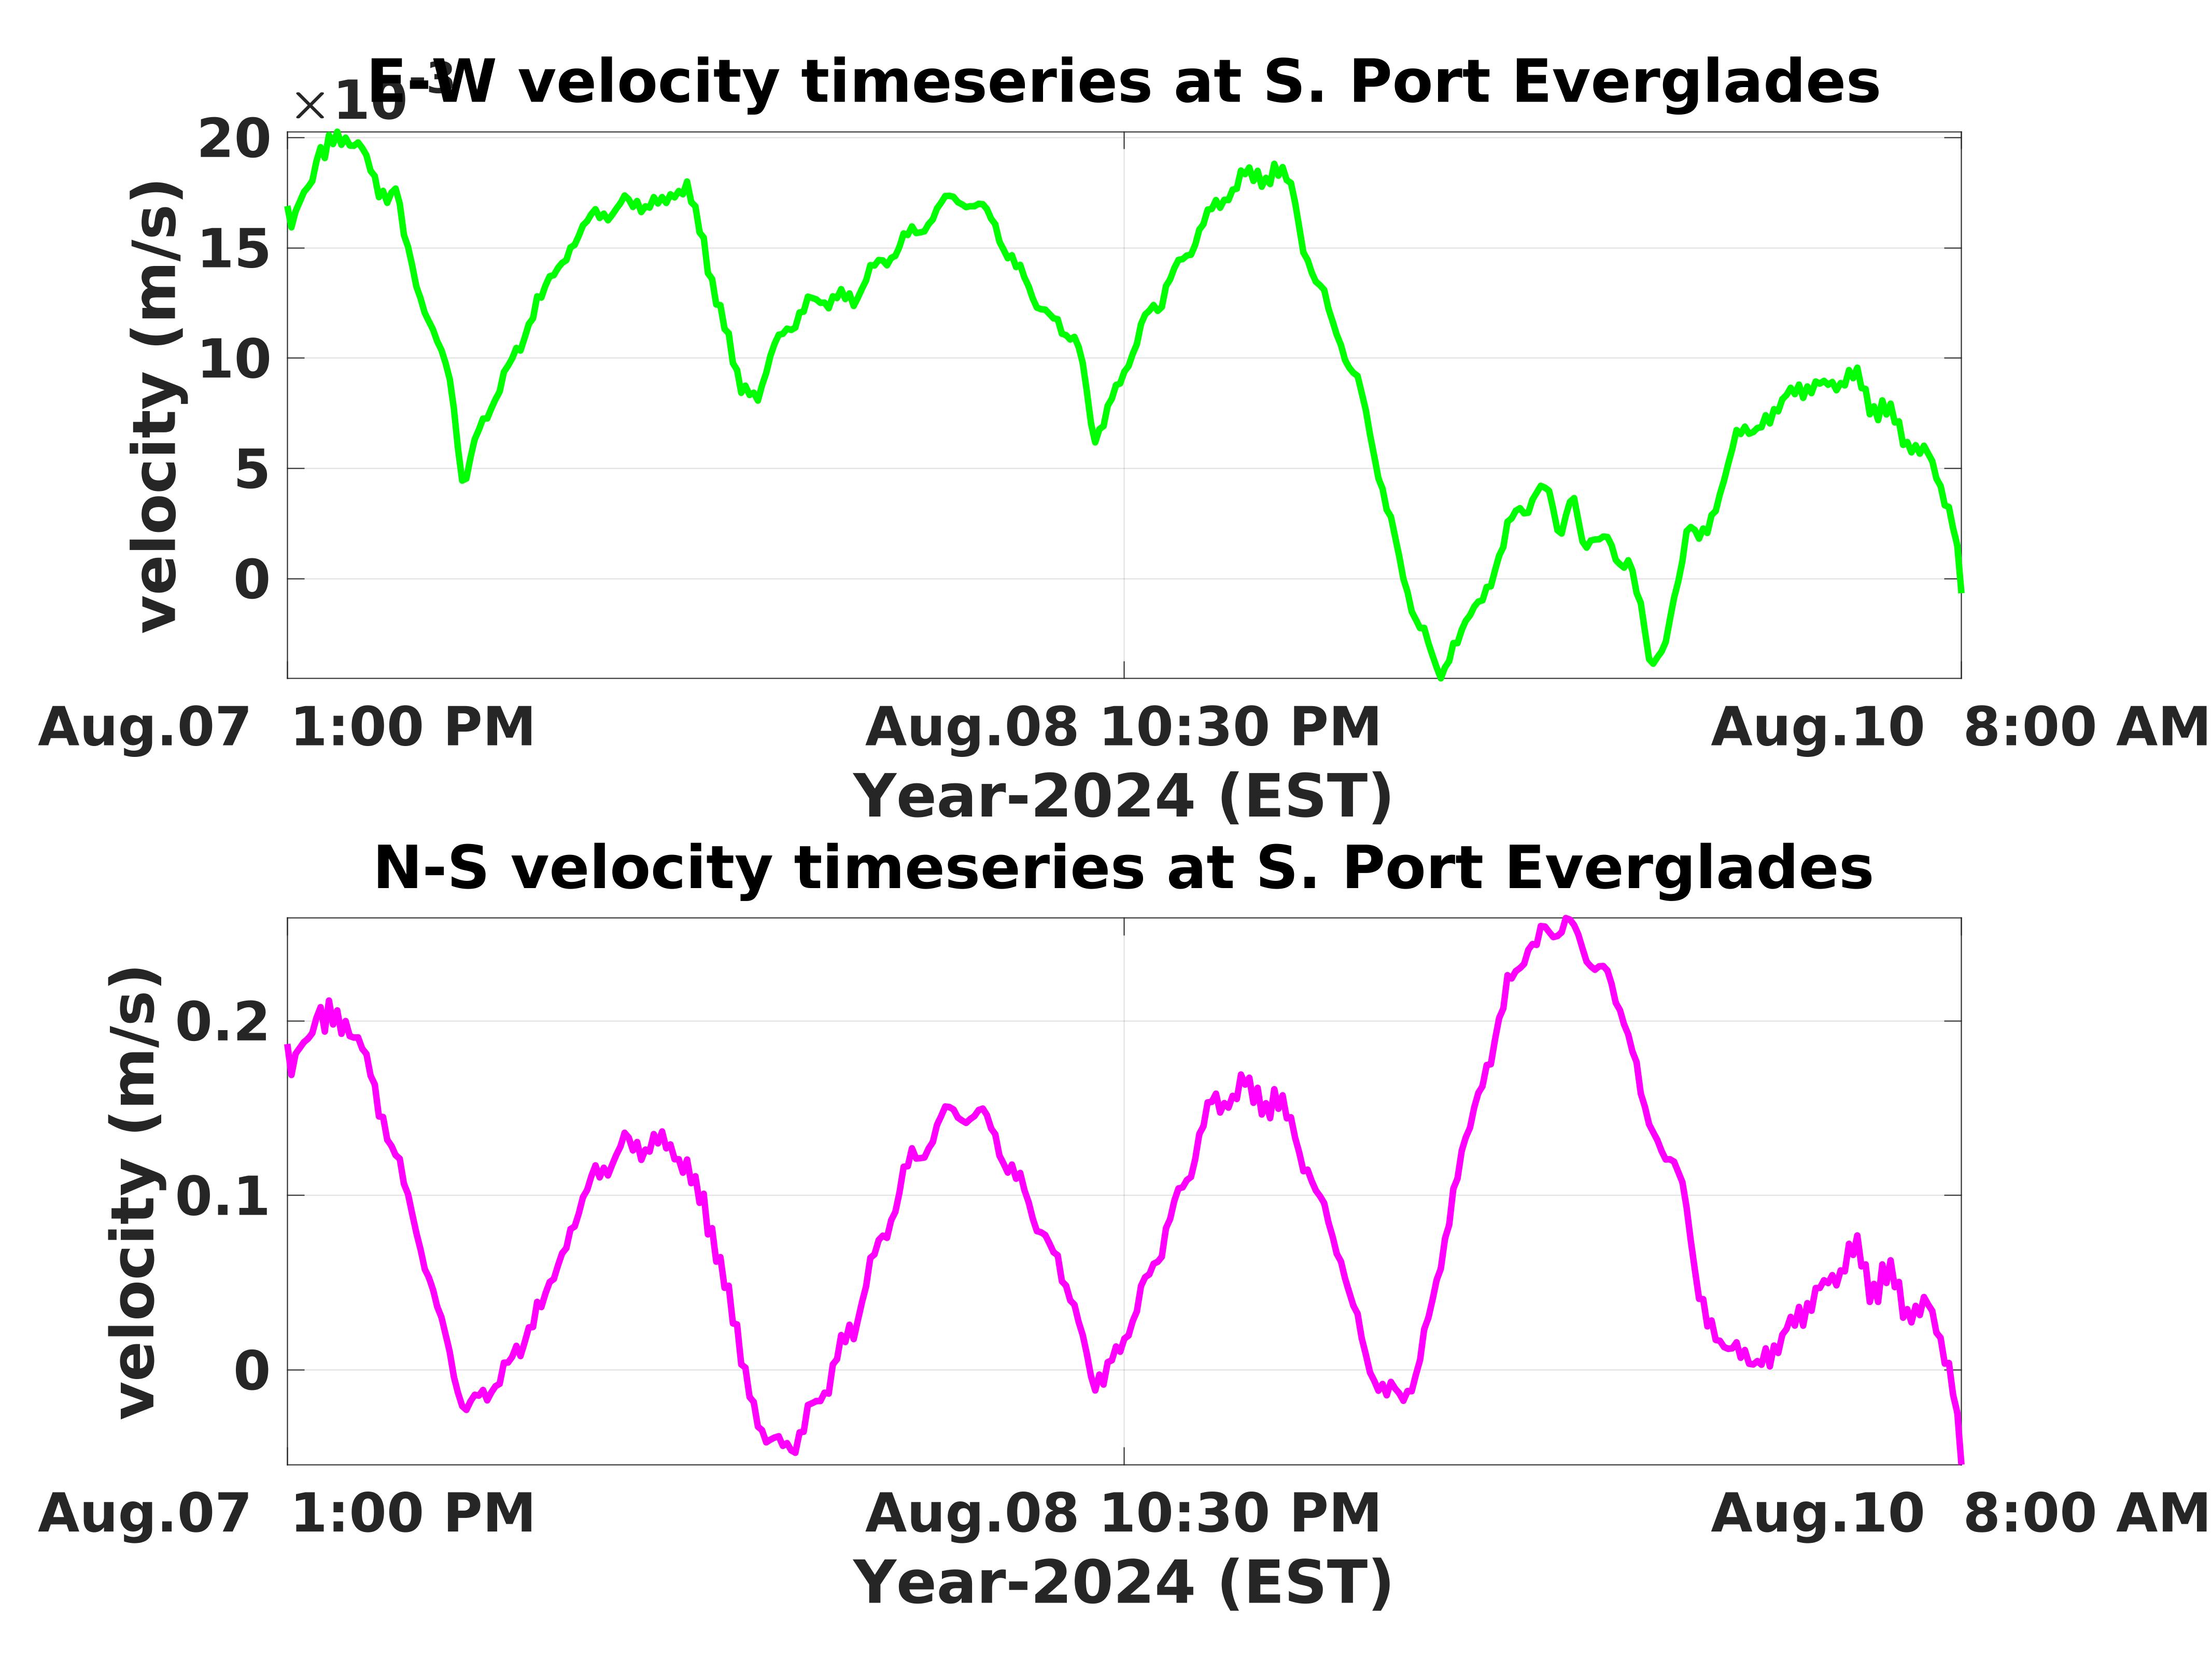 ×10-3
E-W velocity timeseries at S. Port Everglades
velocity (m/s)
20
15
10
5
0
Aug.07 1:00 PM Aug.08 10:30 PM Aug.10 8:00 AM
Year-2024 (EST)
N-S velocity timeseries at S. Port Everglades
velocity (m/s)
0.2
0.1
0
Aug.07 1:00 PM Aug.08 10:30 PM Aug.10 8:00 AM
Year-2024 (EST)